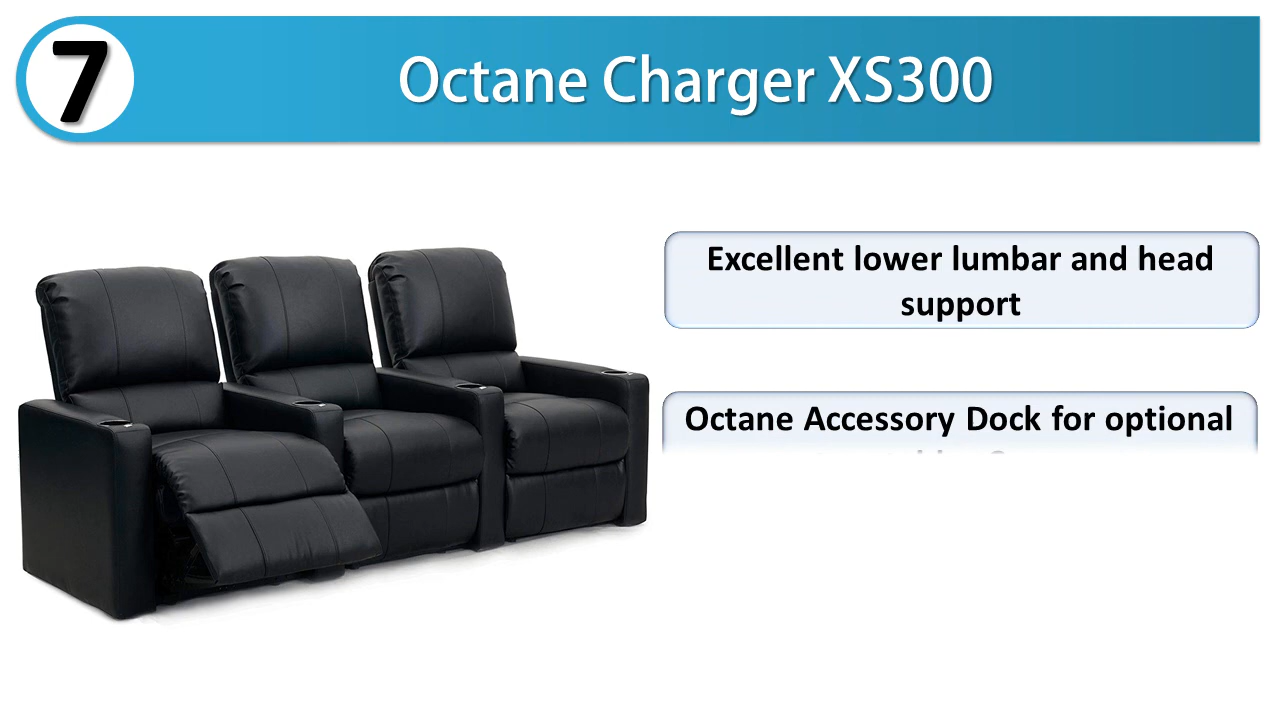 7
Octane Charger XS300
Excellent lower lumbar and head
support
Octane Accessory Dock for optional